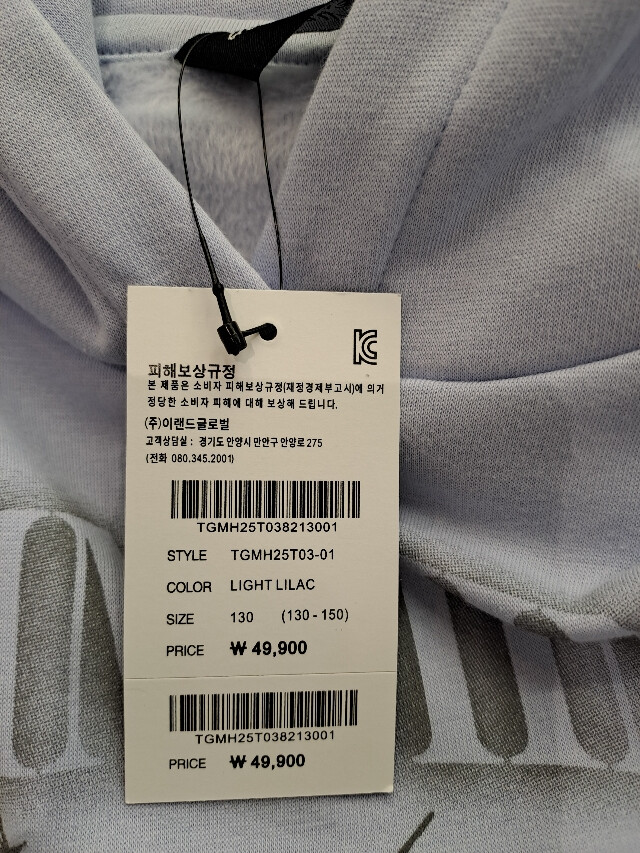 KC
피해보상규정
본 제품은 소비자 피해보상규정(재정경제부고시)에 의거
정당한 소비자 피해에 대해 보상해 드립니다.
(주)이랜드글로벌
고객상담실 : 경기도 안양시 만안구 안양로 275
(전화 080.345.2001)
TGMH25T038213001
STYLE TGMH25T03-01
COLOR LIGHT LILAC
SIZE 130 (130 - 150)
PRICE ₩ 49,900
TGMH25T038213001
PRICE ₩ 49,900